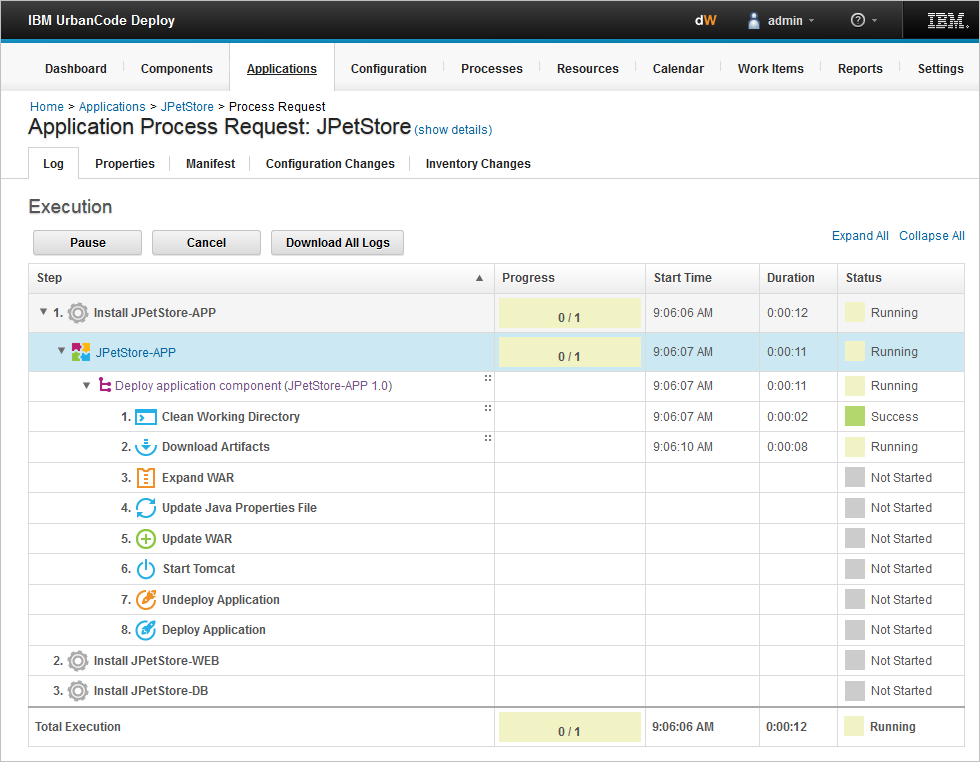 IBM UrbanCode Deploy dW admin IBM.
Dashboard Components Applications Configuration Processes Resources Calendar Work Items Reports Settings
Home > Applications > JPetStore > Process Request
Application Process Request: JPetStore (show details)
Log Properties Manifest Configuration Changes Inventory Changes
Execution
Pause Cancel Download All Logs Expand All Collapse All
Step Progress Start Time Duration Status
1. Install JPetStore-APP 0 / 1 9:06:06 AM 0:00:12 Running
JPetStore-APP 0 / 1 9:06:07 AM 0:00:11 Running
Deploy application component (JPetStore-APP 1.0) 9:06:07 AM 0:00:11 Running
1. Clean Working Directory 9:06:07 AM 0:00:02 Success
2. Download Artifacts 9:06:10 AM 0:00:08 Running
3. Expand WAR Not Started
4. Update Java Properties File Not Started
5. Update WAR Not Started
6. Start Tomcat Not Started
7. Undeploy Application Not Started
8. Deploy Application Not Started
2. Install JPetStore-WEB Not Started
3. Install JPetStore-DB Not Started
Total Execution 0 / 1 9:06:06 AM 0:00:12 Running